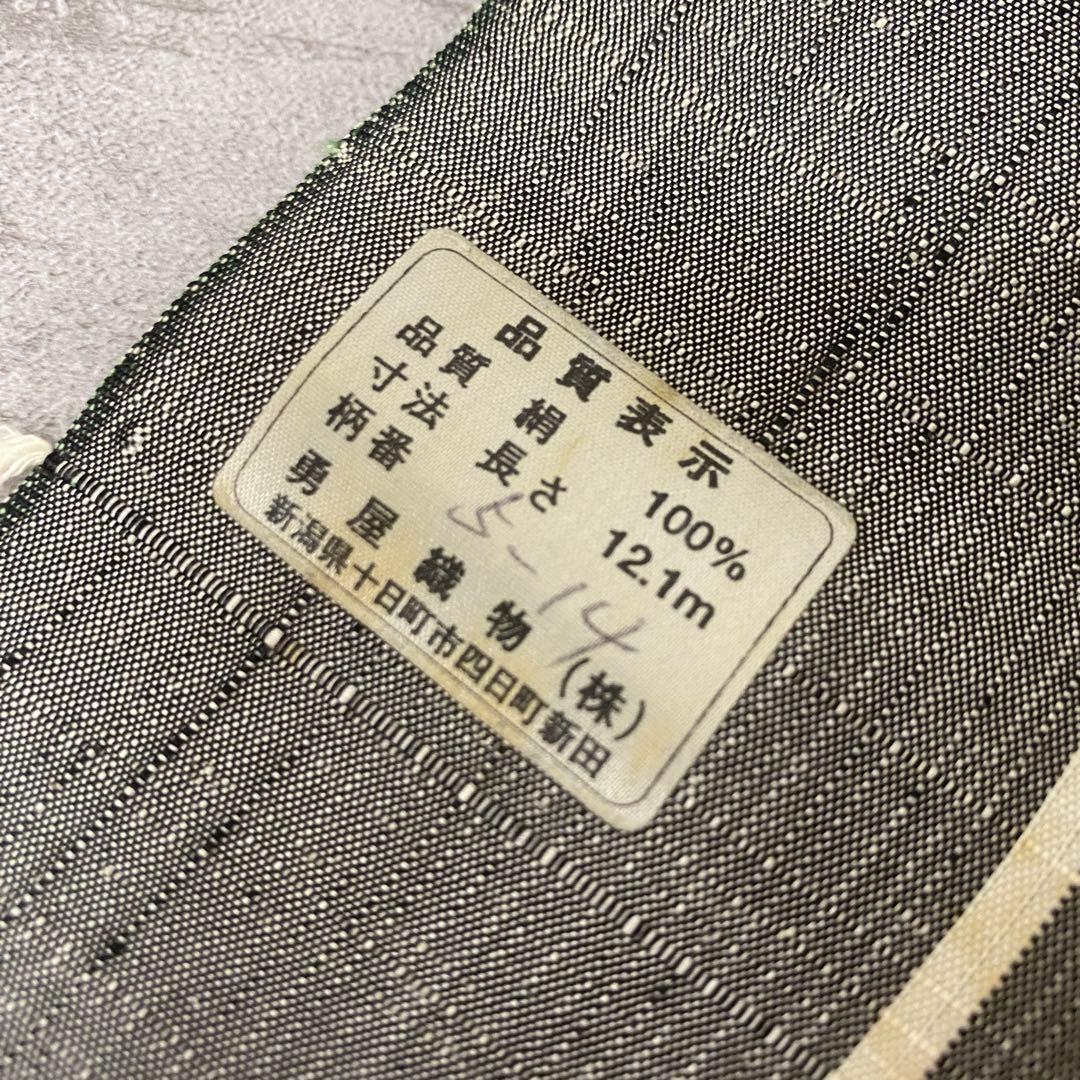 品質表示
品質 絹 100%
寸法 長さ 12.1m
柄番 5-14
勇屋織物(株)
新潟県十日町市四日町新田